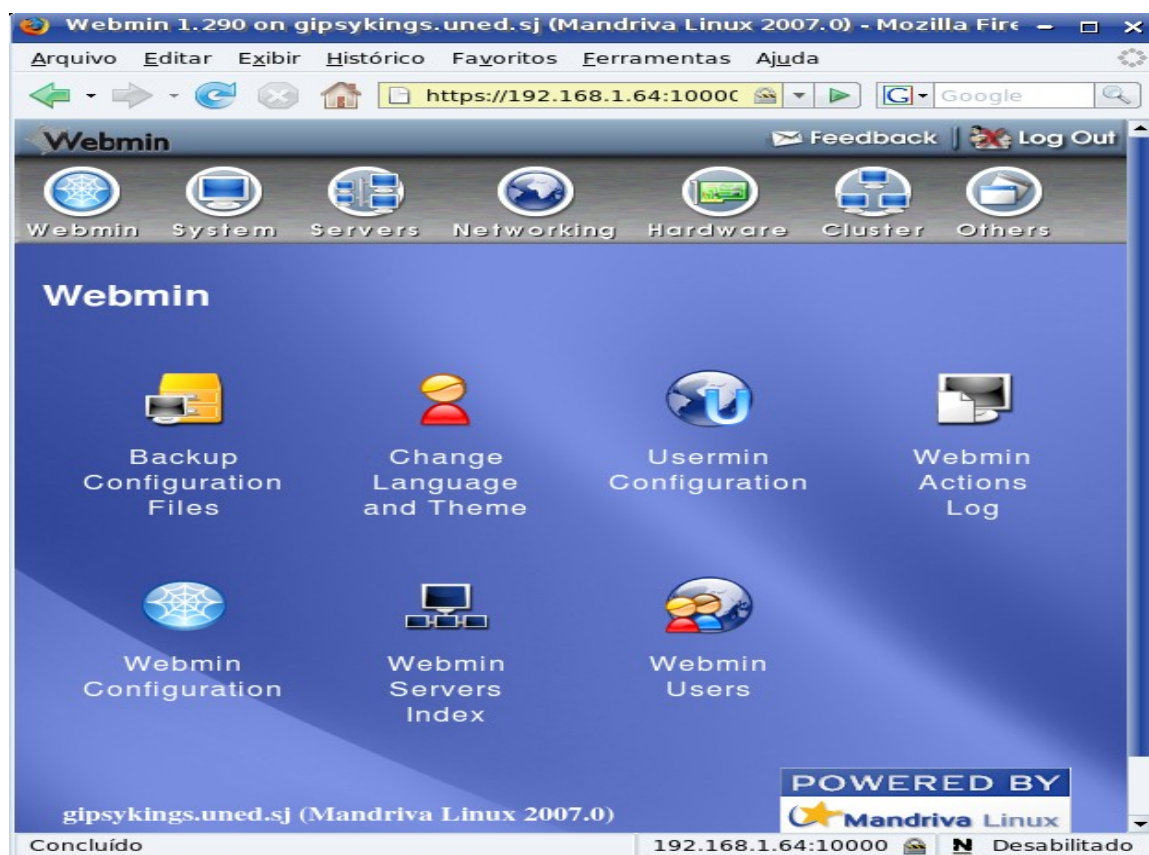 Webmin 1.290 on gipsykings.uned.sj (Mandriva Linux 2007.0) - Mozilla Fire
Arquivo Editar Exibir Histórico Favoritos Ferramentas Ajuda
https://192.168.1.64:10000 G Google
Webmin Feedback Log Out
Webmin System Servers Networking Hardware Cluster Others
Webmin
Backup
Configuration
Files
Change
Language
and Theme
Usermin
Configuration
Webmin
Actions
Log
Webmin
Configuration
Webmin
Servers
Index
Webmin
Users
POWERED BY
Mandriva Linux
gipsykings.uned.sj (Mandriva Linux 2007.0)
Concluído 192.168.1.64:10000 N Desabilitado